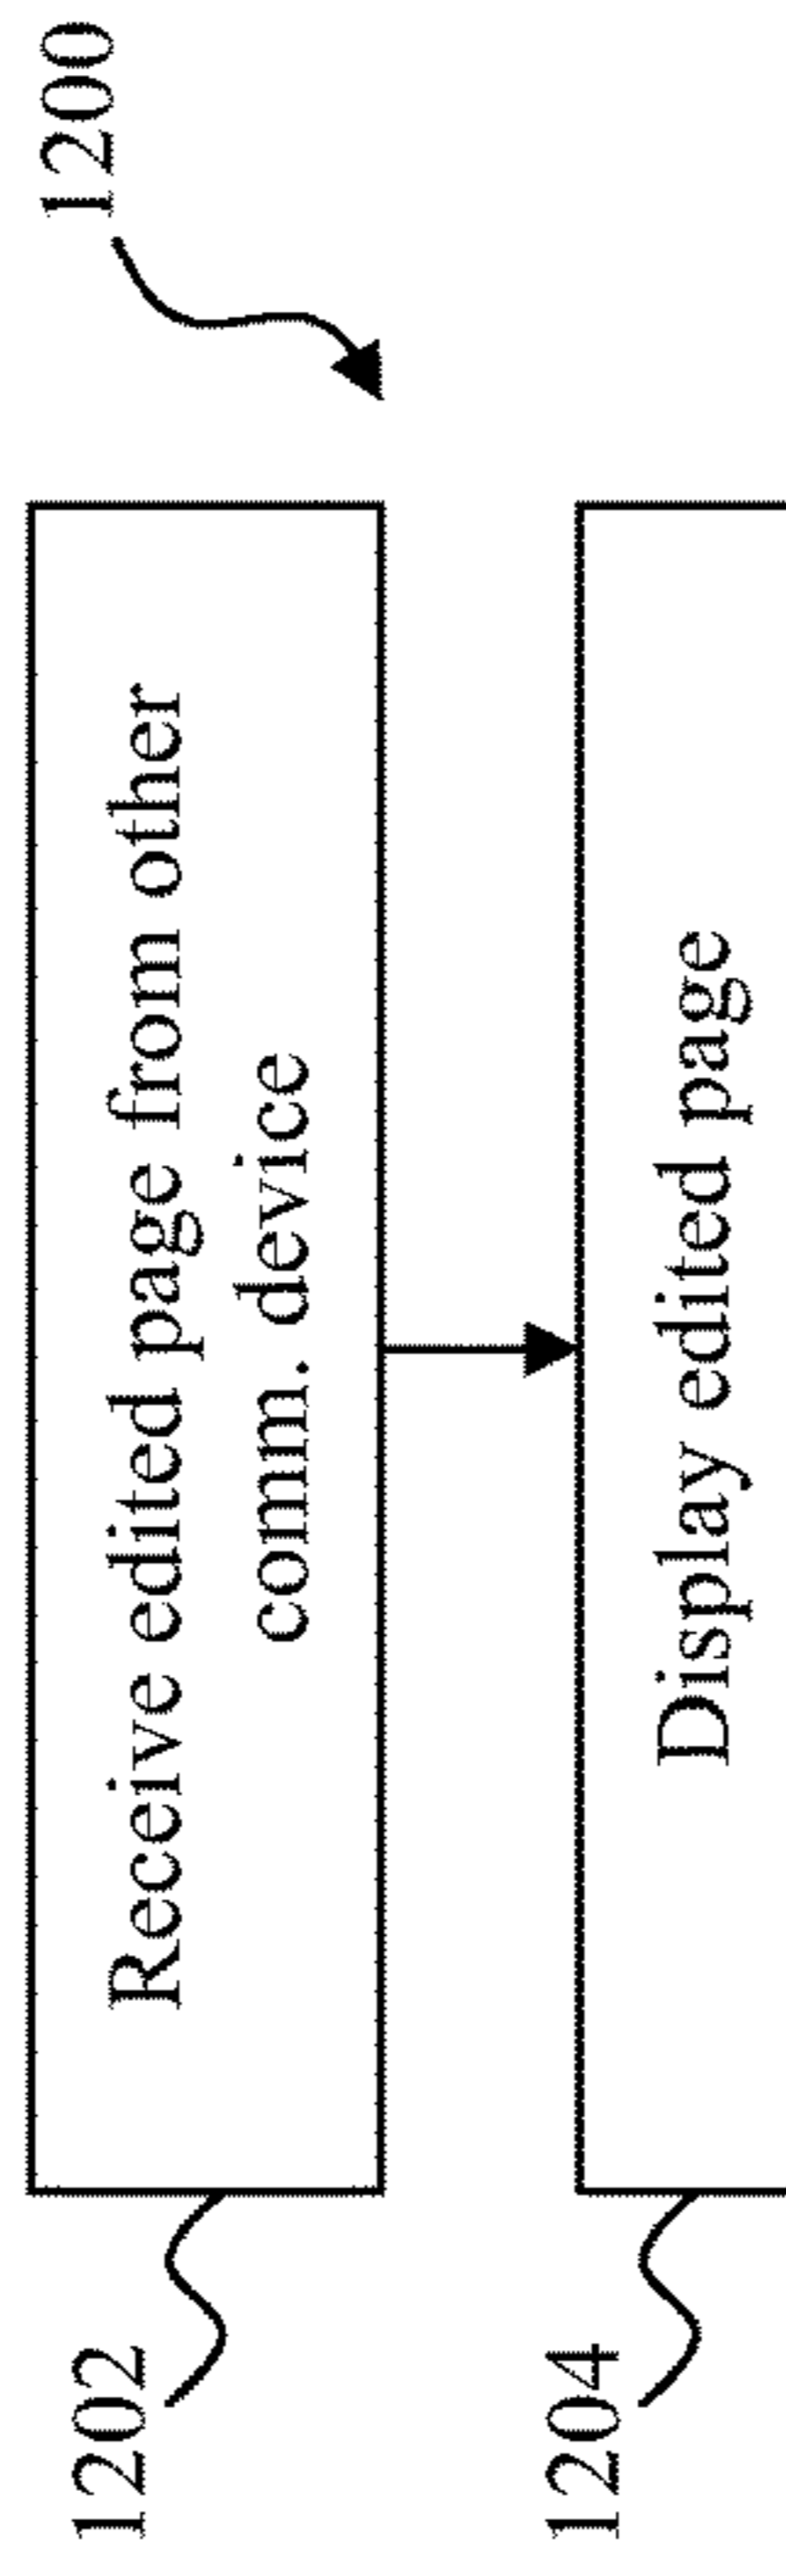 1200
1202
Receive edited page from other
comm. device
1204
Display edited page